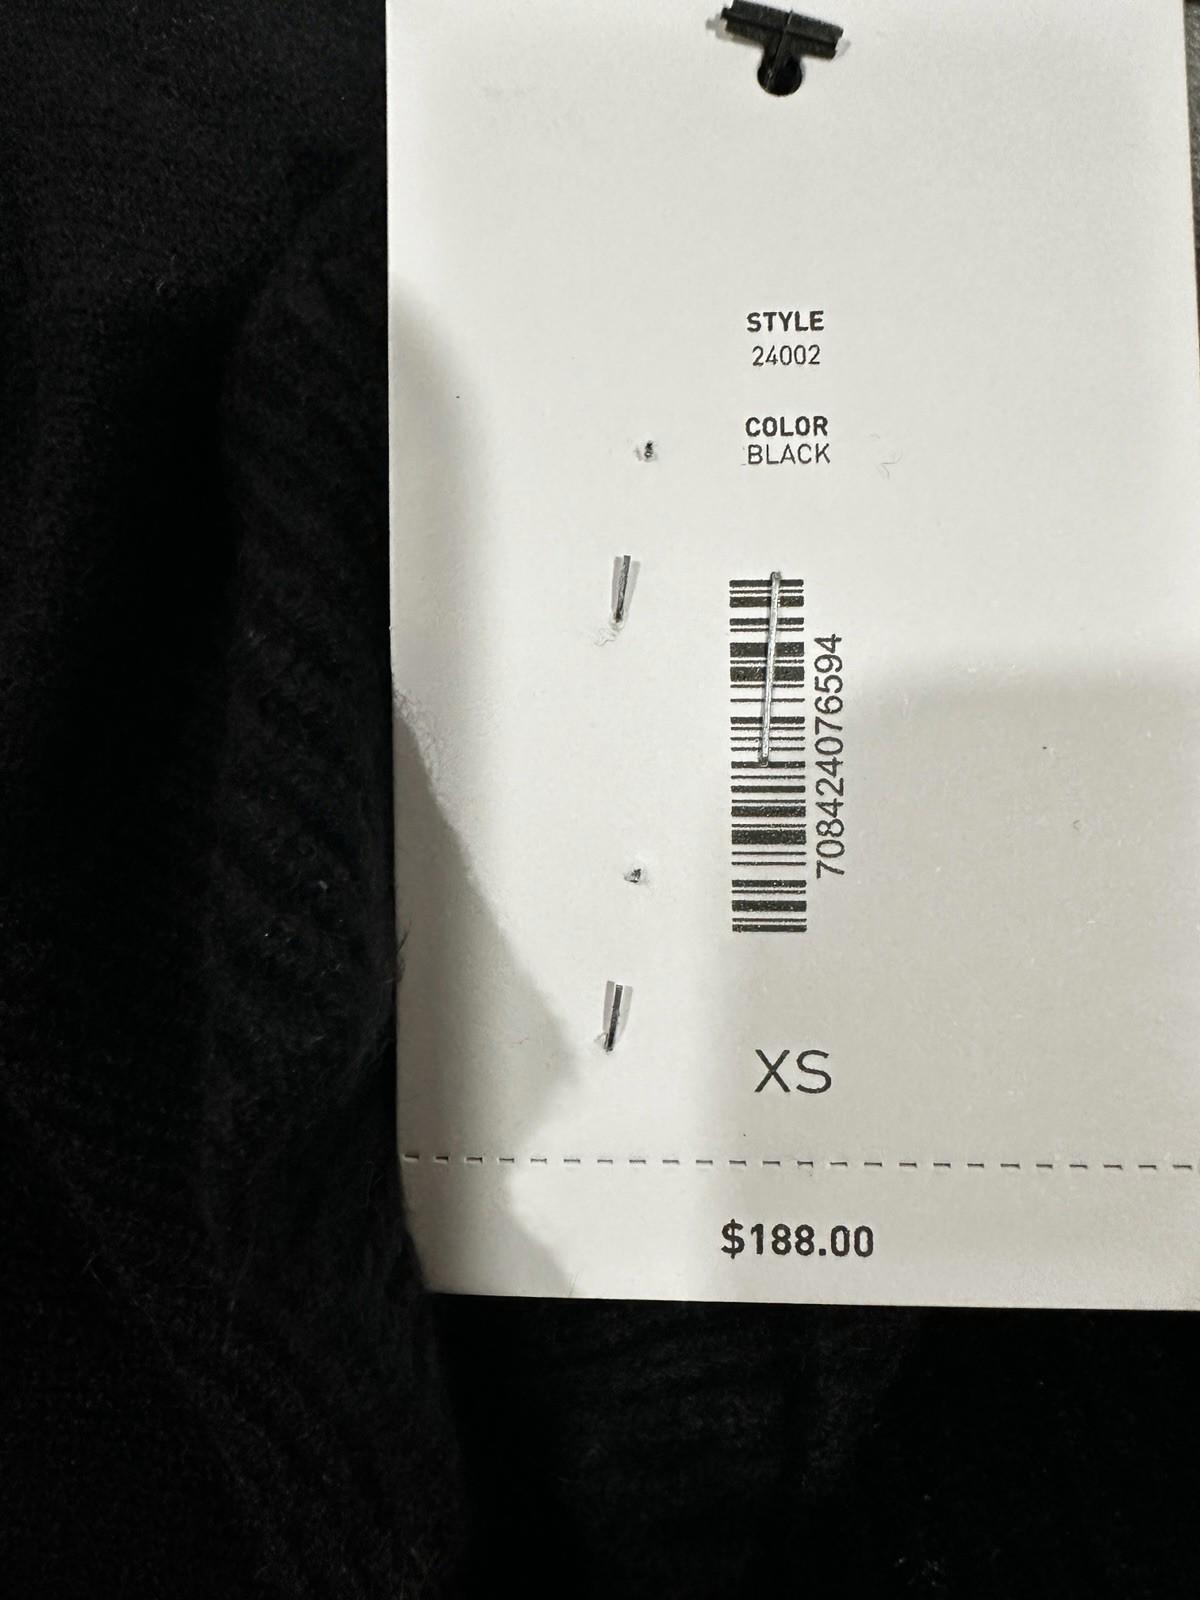 STYLE
24002
COLOR
BLACK
708424076594
XS
$188.00